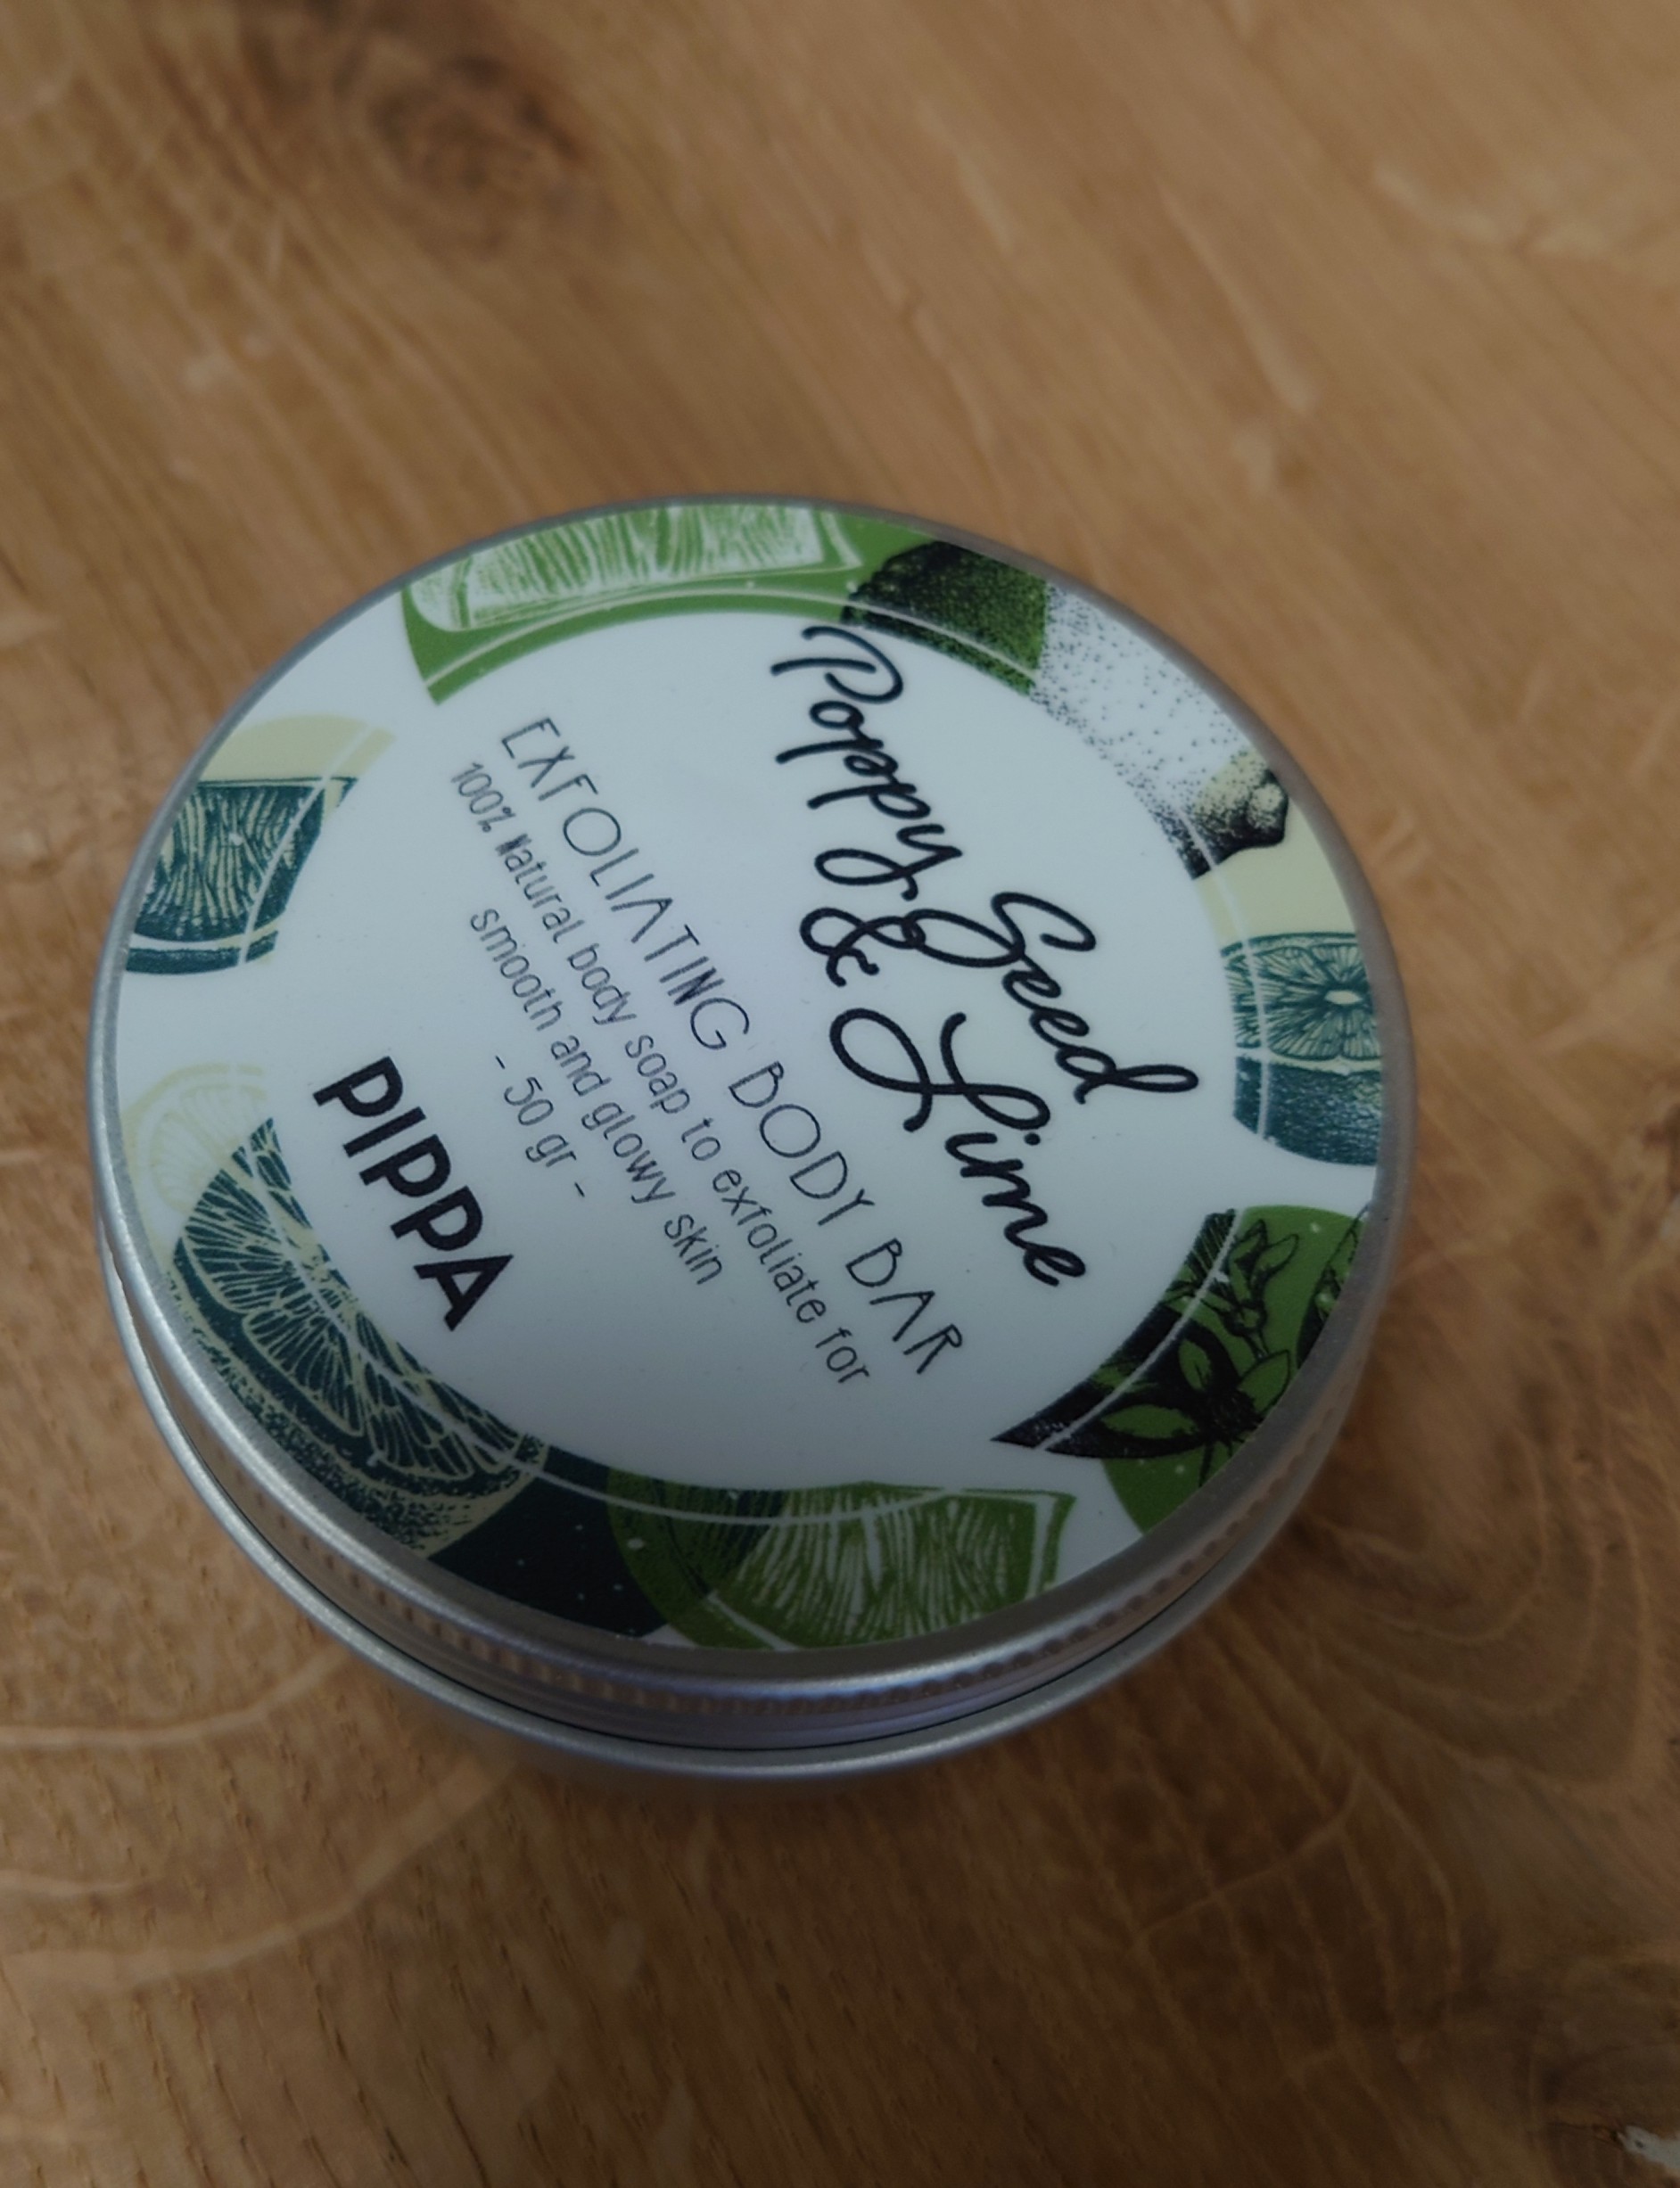 Poppy Seed
& Lime
EXFOLIATING BODY BAR
100% Natural body soap to exfoliate for
smooth and glowy skin
- 50 gr -
PIPPA